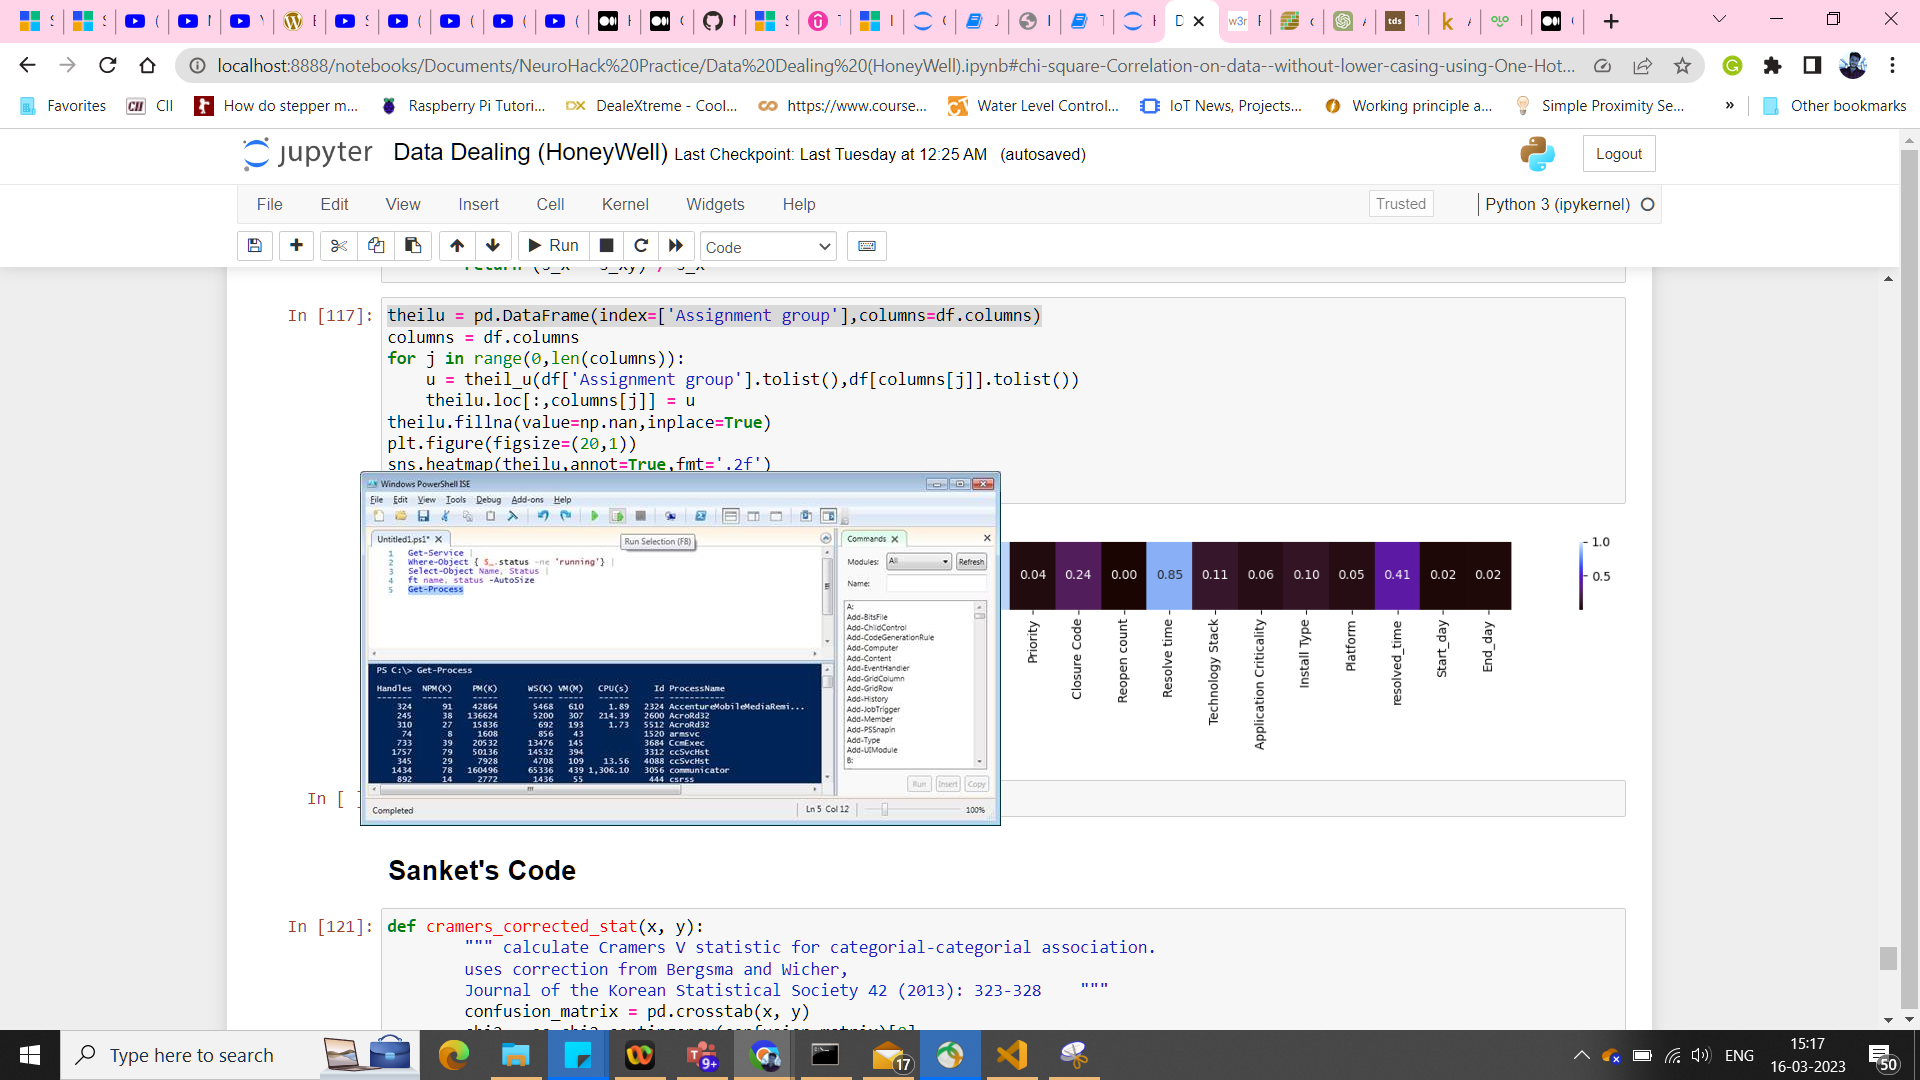 localhost:8888/notebooks/Documents/NeuroHack%20Practice/Data%20Dealing%20(HoneyWell).ipynb#chi-square-Correlation-on-data--without-lower-casing-using-One-Hot...
Favorites CII How do stepper m... Raspberry Pi Tutori... DX DealeXtreme - Cool... https://www.course... Water Level Control... IoT News, Projects... Working principle a... Simple Proximity Se... » Other bookmarks
jupyter Data Dealing (HoneyWell) Last Checkpoint: Last Tuesday at 12:25 AM (autosaved) Logout
File Edit View Insert Cell Kernel Widgets Help Trusted Python 3 (ipykernel)
Run Code
In [117]: theilu = pd.DataFrame(index=['Assignment group'],columns=df.columns)
columns = df.columns
for j in range(0,len(columns)):
u = theil_u(df['Assignment group'].tolist(),df[columns[j]].tolist())
theilu.loc[:,columns[j]] = u
theilu.fillna(value=np.nan,inplace=True)
plt.figure(figsize=(20,1))
sns.heatmap(theilu,annot=True,fmt='.2f')
Windows PowerShell ISE
File Edit View Tools Debug Add-ons Help
Run Selection (F8)
Untitled1.ps1*
1 Get-Service |
2 Where-Object { $_.status -ne 'running'} |
3 Select-Object Name, Status |
4 ft name, status -AutoSize
5 Get-Process
Commands
Modules: All Refresh
Name:
A:
Add-BitsFile
Add-ChildControl
Add-CodeGenerationRule
Add-Computer
Add-Content
Add-EventHandler
Add-GridColumn
Add-GridRow
Add-History
Add-JobTrigger
Add-Member
Add-PSSnapin
Add-Type
Add-UIModule
B:
Run Insert Copy
PS C:\> Get-Process
Handles NPM(K) PM(K) WS(K) VM(M) CPU(s) Id ProcessName
------- ------ ----- ----- ----- ------ -- -----------
324 91 42864 5468 610 1.89 2324 AccentureMobileMediaRemi...
245 38 136624 5200 307 214.39 2600 AcroRd32
310 27 15836 692 193 1.73 5512 AcroRd32
74 8 1608 856 43 1520 armsvc
733 39 20532 13476 145 3684 CcmExec
1757 79 50136 14532 394 3312 ccSvcHst
345 29 7928 4708 109 13.56 4088 ccSvcHst
1434 78 160496 65336 439 1,306.10 3056 communicator
892 14 2772 1436 55 444 csrss
Completed Ln 5 Col 12 100%
0.04 0.24 0.00 0.85 0.11 0.06 0.10 0.05 0.41 0.02 0.02
1.0
0.5
Priority
Closure Code
Reopen count
Resolve time
Technology Stack
Application Criticality
Install Type
Platform
resolved_time
Start_day
End_day
In [
Sanket's Code
In [121]: def cramers_corrected_stat(x, y):
""" calculate Cramers V statistic for categorial-categorial association.
uses correction from Bergsma and Wicher,
Journal of the Korean Statistical Society 42 (2013): 323-328 """
confusion_matrix = pd.crosstab(x, y)
Type here to search 9+ 17 ENG 15:17
16-03-2023 50